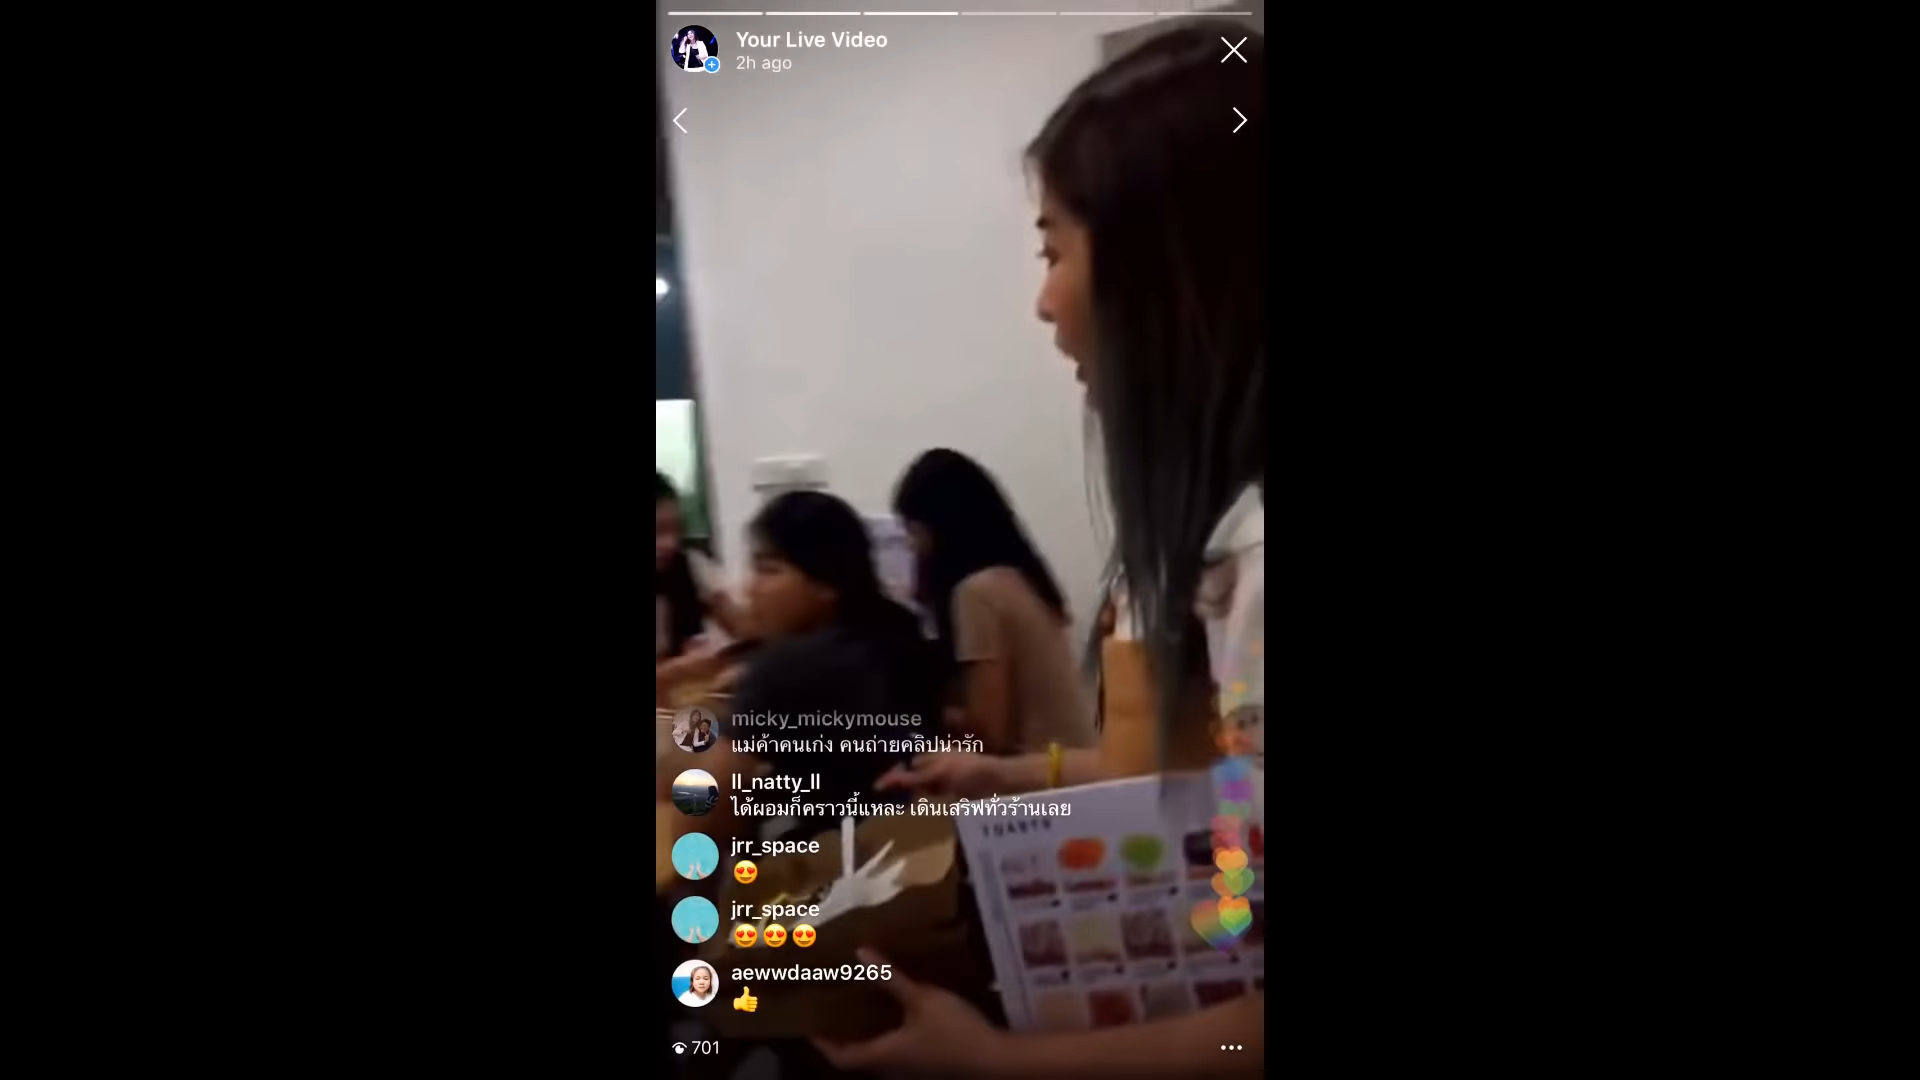 Your Live Video
2h ago
micky_mickymouse
แม่ค้าคนเก่ง คนถ่ายคลิปน่ารัก
ll_natty_ll
ได้ผอมก็คราวนี้แหละ เดินเสริฟทั่วร้านเลย
TOASTS
jrr_space
😍
jrr_space
😍😍😍
aewwdaaw9265
👍
701